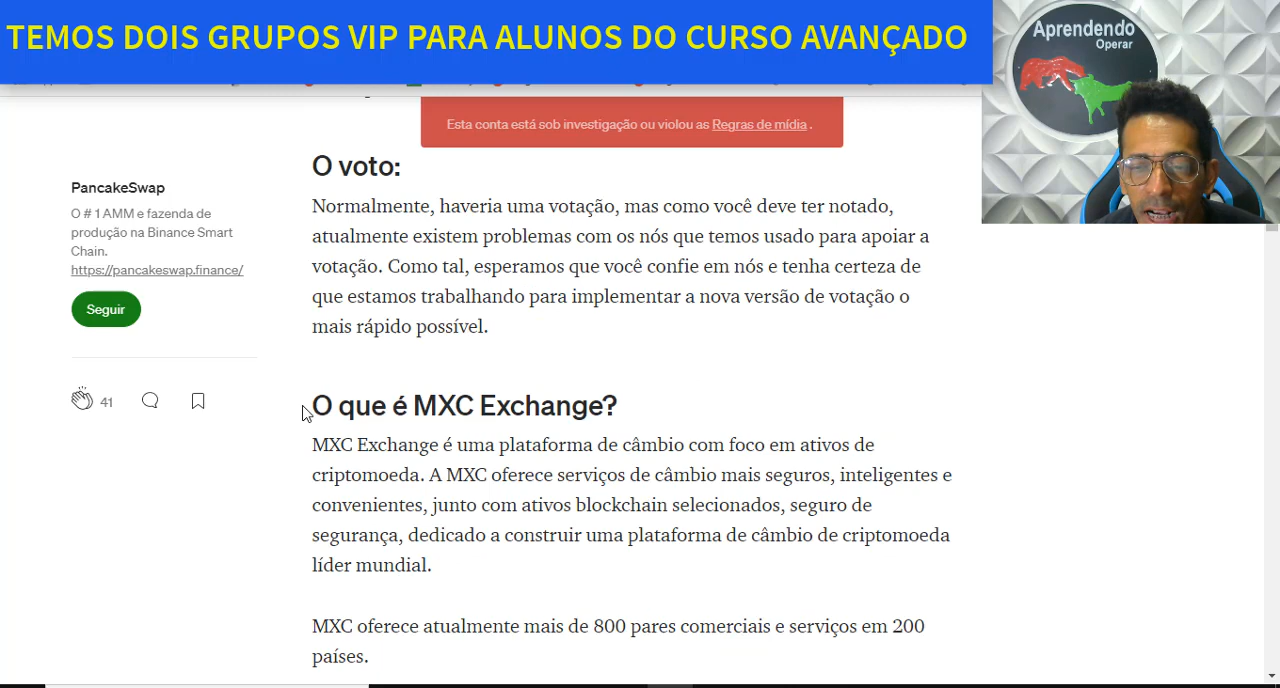 TEMOS DOIS GRUPOS VIP PARA ALUNOS DO CURSO AVANÇADO
Aprendendo
Operar
Esta conta está sob investigação ou violou as Regras de mídia .
PancakeSwap
O # 1 AMM e fazenda de
produção na Binance Smart
Chain.
https://pancakeswap.finance/
Seguir
41
O voto:
Normalmente, haveria uma votação, mas como você deve ter notado,
atualmente existem problemas com os nós que temos usado para apoiar a
votação. Como tal, esperamos que você confie em nós e tenha certeza de
que estamos trabalhando para implementar a nova versão de votação o
mais rápido possível.
O que é MXC Exchange?
MXC Exchange é uma plataforma de câmbio com foco em ativos de
criptomoeda. A MXC oferece serviços de câmbio mais seguros, inteligentes e
convenientes, junto com ativos blockchain selecionados, seguro de
segurança, dedicado a construir uma plataforma de câmbio de criptomoeda
líder mundial.
MXC oferece atualmente mais de 800 pares comerciais e serviços em 200
países.